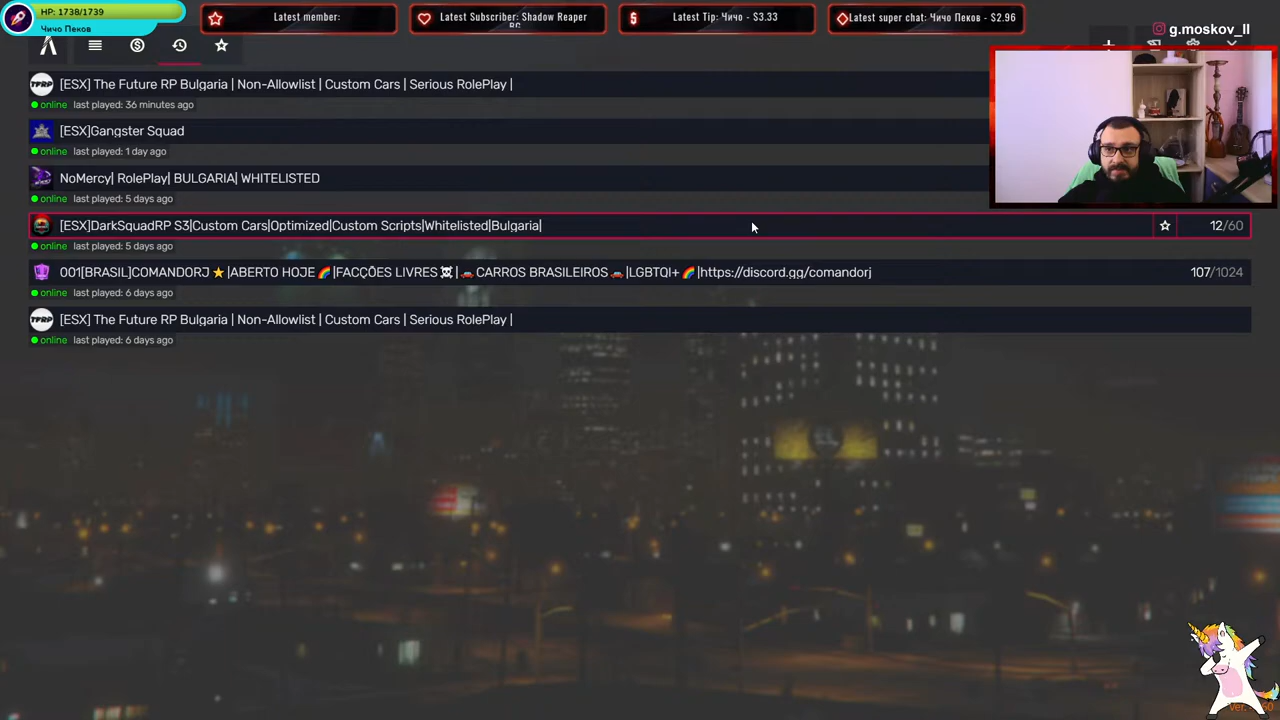 HP: 1738/1739
Чичо Пеков
Latest member:
Latest Subscriber: Shadow Reaper
BG
Latest Tip: Чичо - $3.33
Latest super chat: Чичо Пеков - $2.96
g.moskov_ll
[ESX] The Future RP Bulgaria | Non-Allowlist | Custom Cars | Serious RolePlay |
online last played: 36 minutes ago
[ESX]Gangster Squad
online last played: 1 day ago
NoMercy| RolePlay| BULGARIA| WHITELISTED
online last played: 5 days ago
[ESX]DarkSquadRP S3|Custom Cars|Optimized|Custom Scripts|Whitelisted|Bulgaria| 12/60
online last played: 5 days ago
001[BRASIL]COMANDORJ ⭐|ABERTO HOJE 🌈|FACÇÕES LIVRES ☠|🚗CARROS BRASILEIROS🚗|LGBTQI+🌈|https://discord.gg/comandorj 107/1024
online last played: 6 days ago
TFRP [ESX] The Future RP Bulgaria | Non-Allowlist | Custom Cars | Serious RolePlay |
online last played: 6 days ago